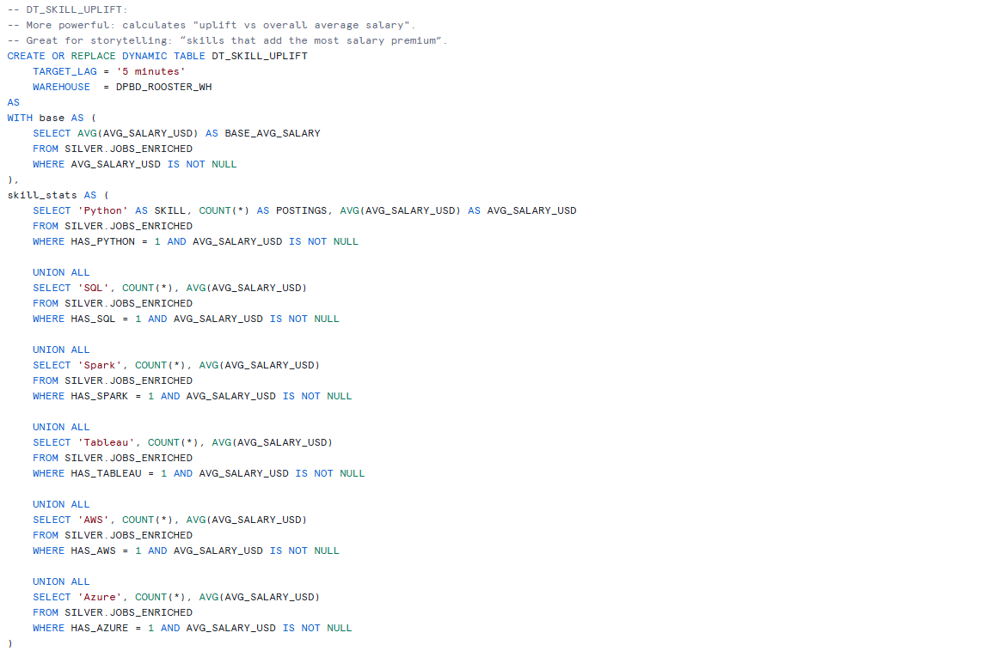 -- DT_SKILL_UPLIFT:
-- More powerful: calculates "uplift vs overall average salary".
-- Great for storytelling: “skills that add the most salary premium”.
CREATE OR REPLACE DYNAMIC TABLE DT_SKILL_UPLIFT
    TARGET_LAG = '5 minutes'
    WAREHOUSE  = DPBD_ROOSTER_WH
AS
WITH base AS (
    SELECT AVG(AVG_SALARY_USD) AS BASE_AVG_SALARY
    FROM SILVER.JOBS_ENRICHED
    WHERE AVG_SALARY_USD IS NOT NULL
),
skill_stats AS (
    SELECT 'Python' AS SKILL, COUNT(*) AS POSTINGS, AVG(AVG_SALARY_USD) AS AVG_SALARY_USD
    FROM SILVER.JOBS_ENRICHED
    WHERE HAS_PYTHON = 1 AND AVG_SALARY_USD IS NOT NULL

    UNION ALL
    SELECT 'SQL', COUNT(*), AVG(AVG_SALARY_USD)
    FROM SILVER.JOBS_ENRICHED
    WHERE HAS_SQL = 1 AND AVG_SALARY_USD IS NOT NULL

    UNION ALL
    SELECT 'Spark', COUNT(*), AVG(AVG_SALARY_USD)
    FROM SILVER.JOBS_ENRICHED
    WHERE HAS_SPARK = 1 AND AVG_SALARY_USD IS NOT NULL

    UNION ALL
    SELECT 'Tableau', COUNT(*), AVG(AVG_SALARY_USD)
    FROM SILVER.JOBS_ENRICHED
    WHERE HAS_TABLEAU = 1 AND AVG_SALARY_USD IS NOT NULL

    UNION ALL
    SELECT 'AWS', COUNT(*), AVG(AVG_SALARY_USD)
    FROM SILVER.JOBS_ENRICHED
    WHERE HAS_AWS = 1 AND AVG_SALARY_USD IS NOT NULL

    UNION ALL
    SELECT 'Azure', COUNT(*), AVG(AVG_SALARY_USD)
    FROM SILVER.JOBS_ENRICHED
    WHERE HAS_AZURE = 1 AND AVG_SALARY_USD IS NOT NULL
)